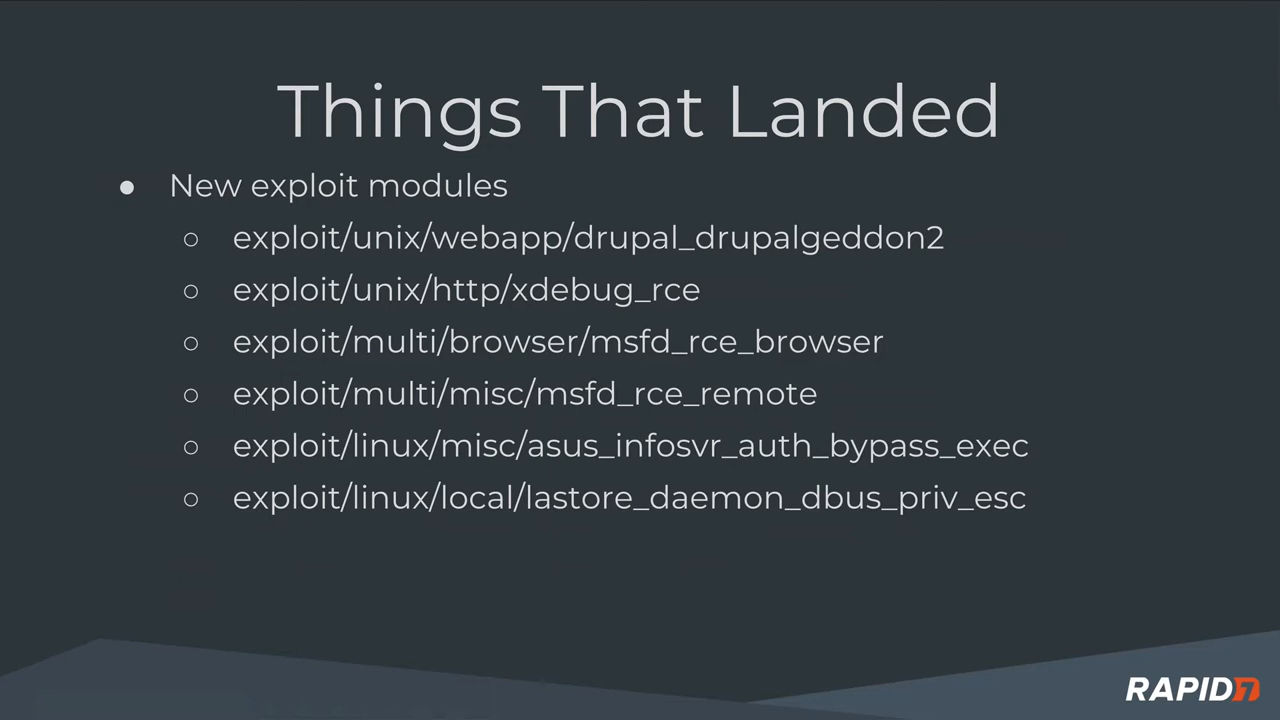 Things That Landed
● New exploit modules
○ exploit/unix/webapp/drupal_drupalgeddon2
○ exploit/unix/http/xdebug_rce
○ exploit/multi/browser/msfd_rce_browser
○ exploit/multi/misc/msfd_rce_remote
○ exploit/linux/misc/asus_infosvr_auth_bypass_exec
○ exploit/linux/local/lastore_daemon_dbus_priv_esc
RAPID7